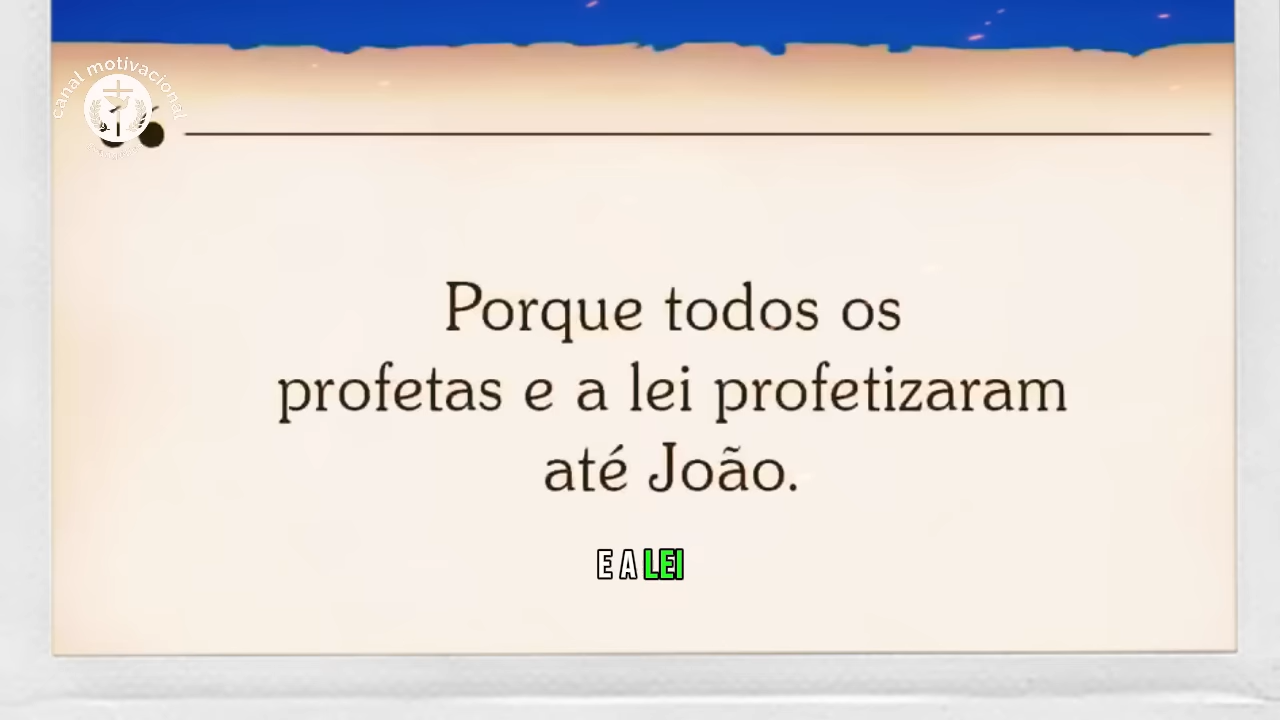 canal motivacional
Porque todos os
profetas e a lei profetizaram
até João.
E A LEI